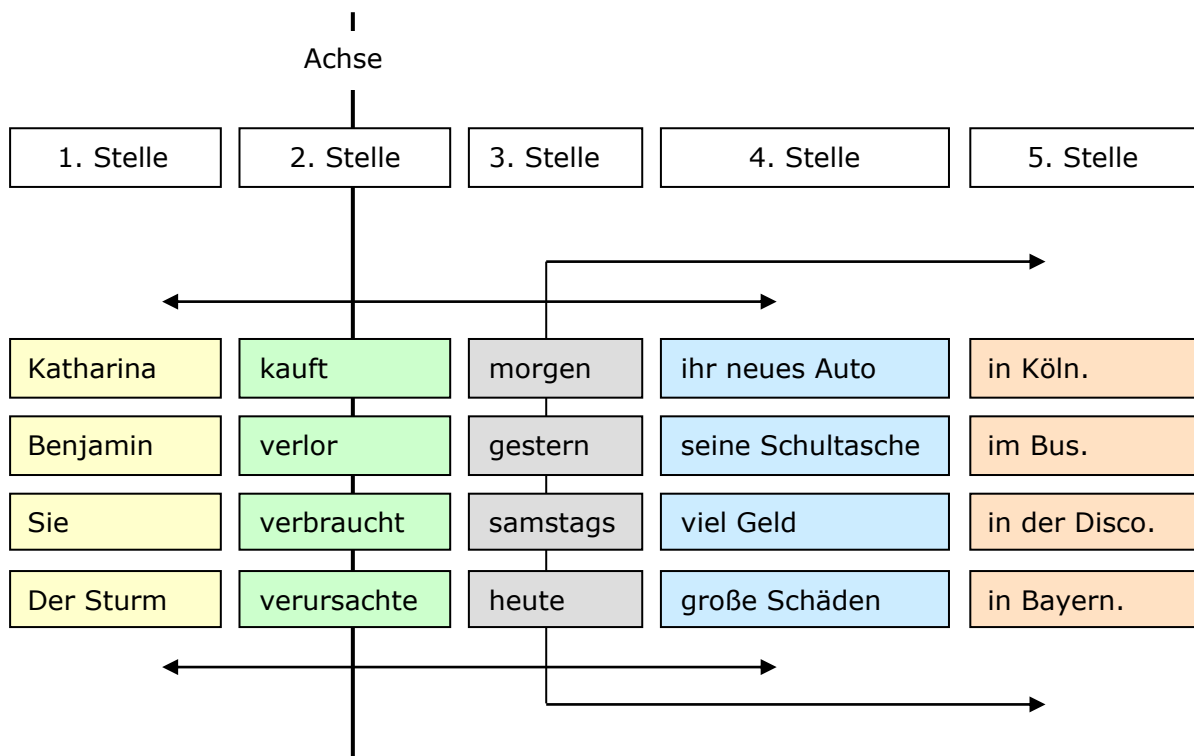 Achse
1. Stelle 2. Stelle 3. Stelle 4. Stelle 5. Stelle
Katharina kauft morgen ihr neues Auto in Köln.
Benjamin verlor gestern seine Schultasche im Bus.
Sie verbraucht samstags viel Geld in der Disco.
Der Sturm verursachte heute große Schäden in Bayern.